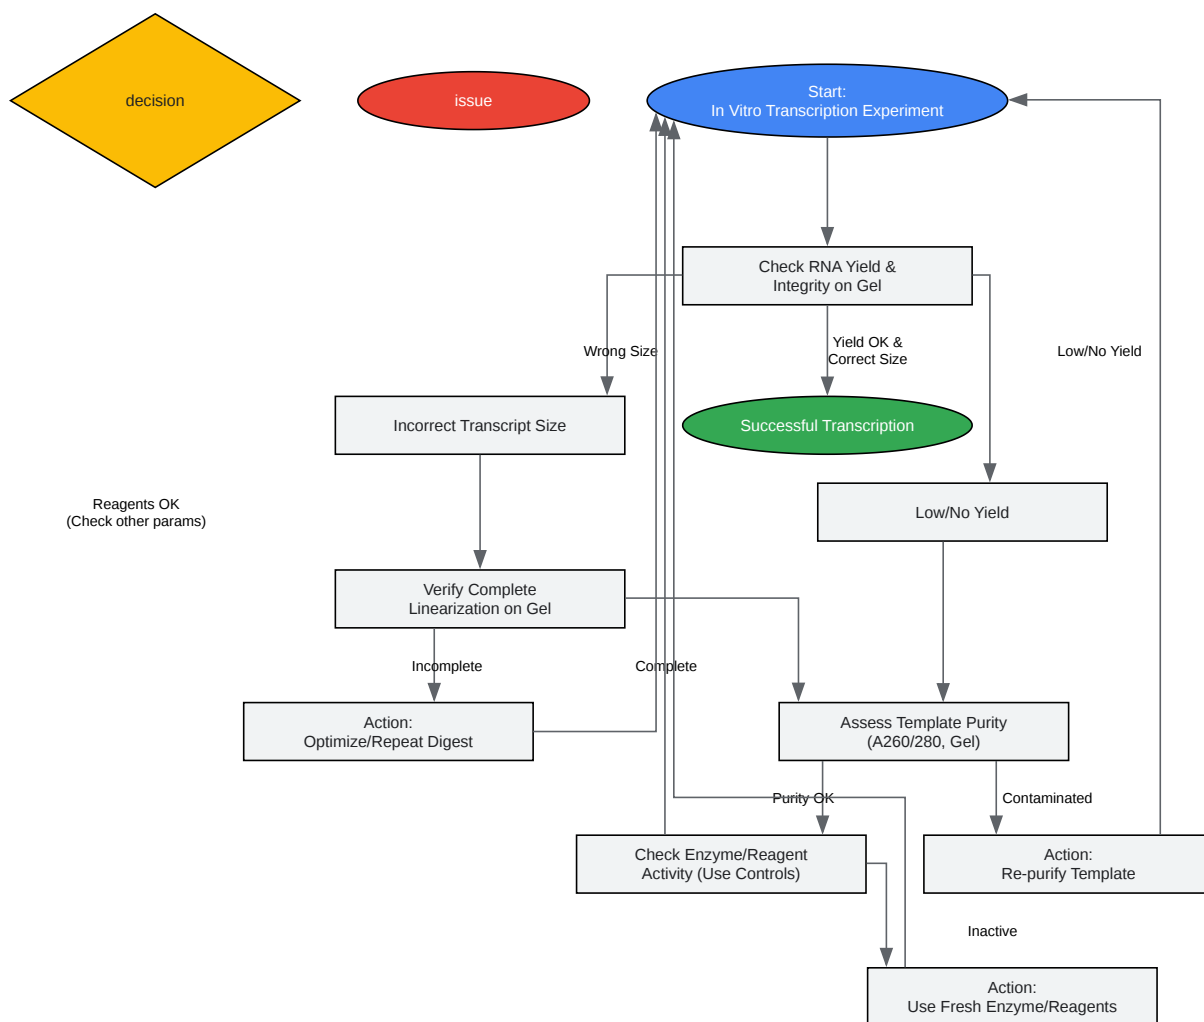 decision
issue
Start:
In Vitro Transcription Experiment
Check RNA Yield &
Integrity on Gel
Wrong Size
Yield OK &
Correct Size
Low/No Yield
Incorrect Transcript Size
Successful Transcription
Reagents OK
(Check other params)
Low/No Yield
Verify Complete
Linearization on Gel
Incomplete
Complete
Action:
Optimize/Repeat Digest
Assess Template Purity
(A260/280, Gel)
Purity OK
Contaminated
Check Enzyme/Reagent
Activity (Use Controls)
Action:
Re-purify Template
Inactive
Action:
Use Fresh Enzyme/Reagents